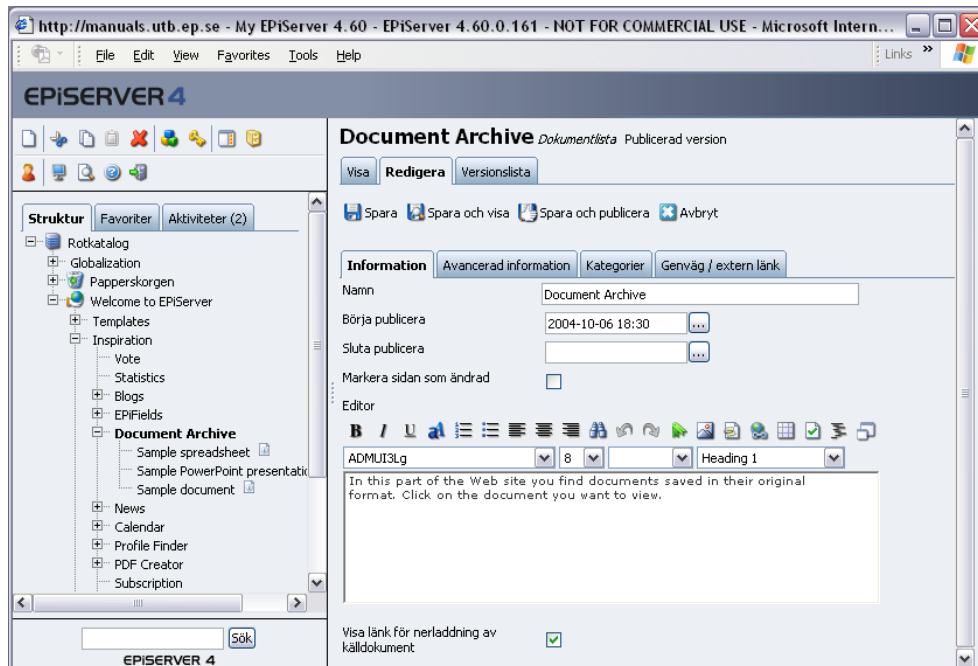 http://manuals.utb.ep.se - My EPiServer 4.60 - EPiServer 4.60.0.161 - NOT FOR COMMERCIAL USE - Microsoft Intern...
File Edit View Favorites Tools Help Links »
EPiSERVER 4
Struktur Favoriter Aktiviteter (2)
Rotkatalog
Globalization
Papperskorgen
Welcome to EPiServer
Templates
Inspiration
Vote
Statistics
Blogs
EPiFields
Document Archive
Sample spreadsheet
Sample PowerPoint presentatic
Sample document
News
Calendar
Profile Finder
PDF Creator
Subscription
Sök
EPiSERVER 4
Document Archive Dokumentlista Publicerad version
Visa Redigera Versionslista
Spara Spara och visa Spara och publicera Avbryt
Information Avancerad information Kategorier Genväg / extern länk
Namn Document Archive
Börja publicera 2004-10-06 18:30 ...
Sluta publicera ...
Markera sidan som ändrad
Editor
B I U
ADMUI3Lg 8 Heading 1
In this part of the Web site you find documents saved in their original
format. Click on the document you want to view.
Visa länk för nerladdning av
källdokument